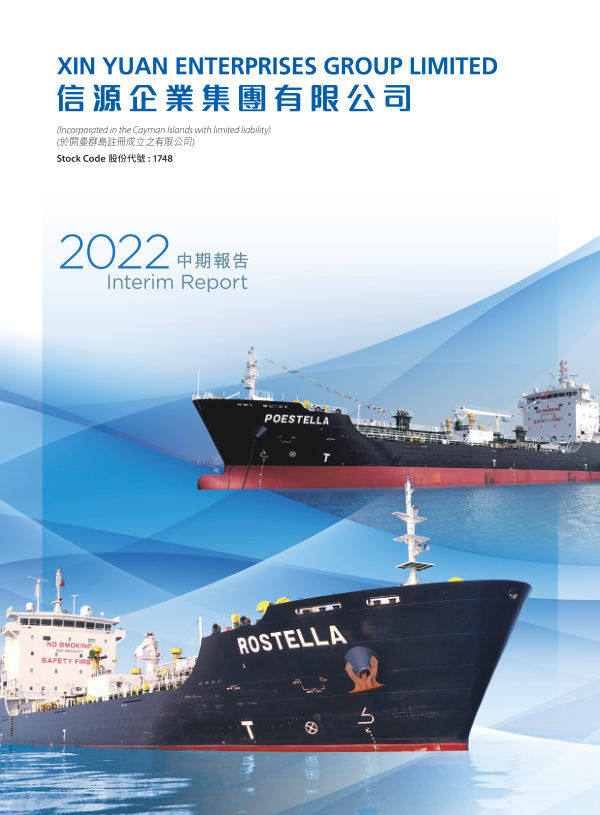 XIN YUAN ENTERPRISES GROUP LIMITED
信源企業集團有限公司
(Incorporated in the Cayman Islands with limited liability)
(於開曼群島註冊成立之有限公司)
Stock Code 股份代號 : 1748
2022 中期報告
Interim Report
POESTELLA
NO SMOKING
SAFETY FIRST
T
ROSTELLA
NO SMOKING
SAFETY FIRST
T